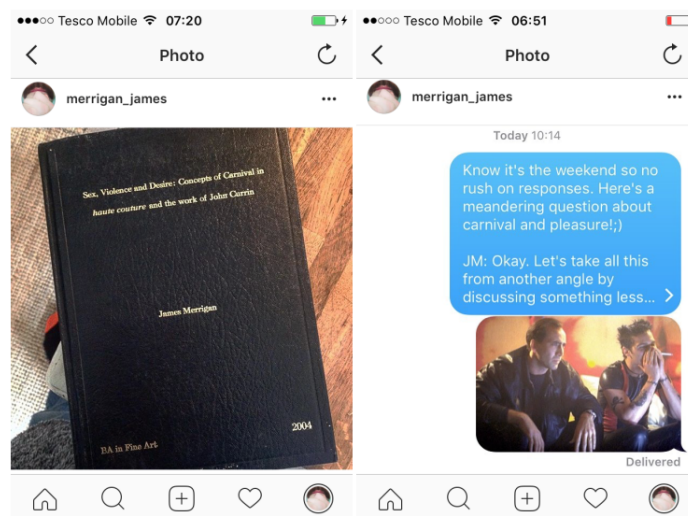 Tesco Mobile 07:20
Photo
merrigan_james
Sex, Violence and Desire: Concepts of Carnival in
haute couture and the work of John Currin
James Merrigan
2004
BA in Fine Art
Tesco Mobile 06:51
Photo
merrigan_james
Today 10:14
Know it's the weekend so no
rush on responses. Here's a
meandering question about
carnival and pleasure!;)
JM: Okay. Let's take all this
from another angle by
discussing something less...
Delivered